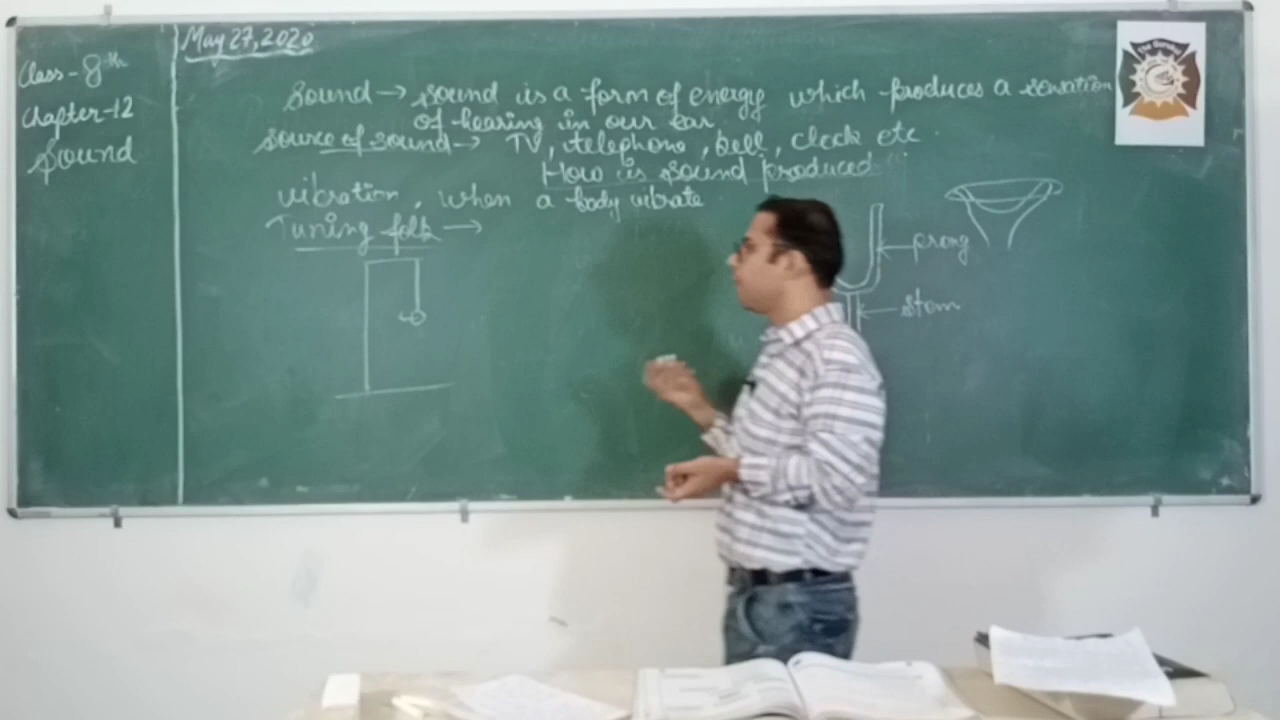 Class - 8th
Chapter-12
Sound
May 27, 2020
Sound → sound is a form of energy which produces a sensation
of hearing in our ear.
source of sound → TV, telephone, bell, clock etc.
How is sound produced
vibration, when a body vibrate
Tuning folk →
prong
stem